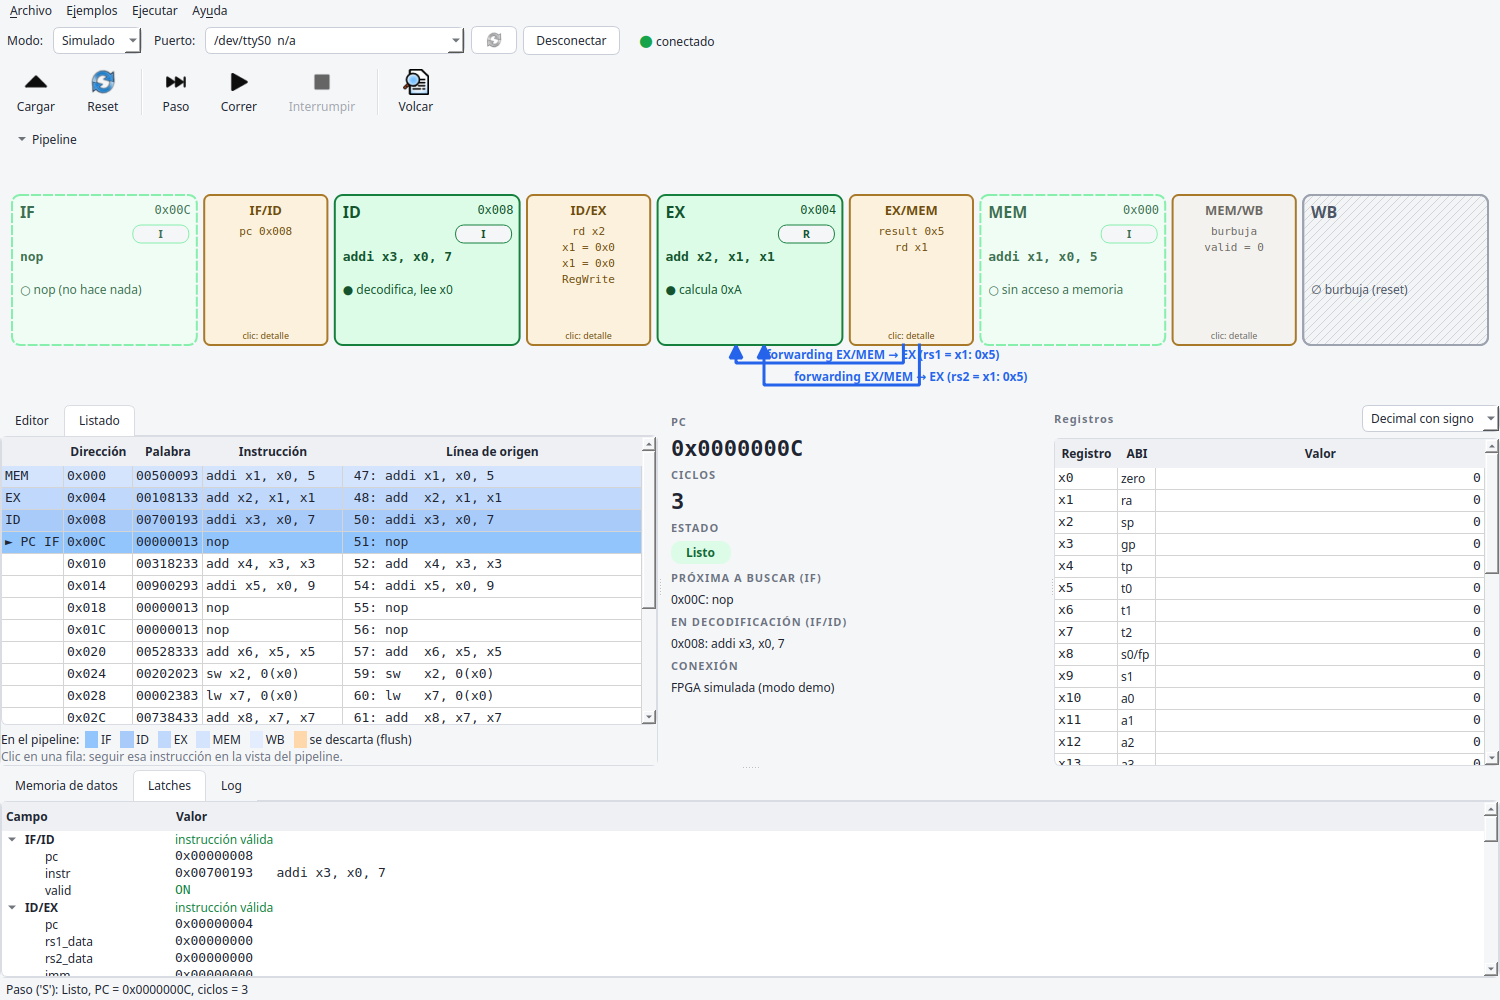 Archivo Ejemplos Ejecutar Ayuda
Modo: Simulado Puerto: /dev/ttyS0 n/a Desconectar conectado
Cargar Reset Paso Correr Interrumpir Volcar
Pipeline
IF 0x00C
I
nop
nop (no hace nada)
IF/ID
pc 0x008
clic: detalle
ID 0x008
I
addi x3, x0, 7
decodifica, lee x0
ID/EX
rd x2
x1 = 0x0
x1 = 0x0
RegWrite
clic: detalle
EX 0x004
R
add x2, x1, x1
calcula 0xA
EX/MEM
result 0x5
rd x1
clic: detalle
MEM 0x000
I
addi x1, x0, 5
sin acceso a memoria
MEM/WB
burbuja
valid = 0
clic: detalle
WB
∅ burbuja (reset)
forwarding EX/MEM → EX (rs1 = x1: 0x5)
forwarding EX/MEM → EX (rs2 = x1: 0x5)
Editor Listado
Dirección Palabra Instrucción Línea de origen
MEM 0x000 00500093 addi x1, x0, 5 47: addi x1, x0, 5
EX 0x004 00108133 add x2, x1, x1 48: add x2, x1, x1
ID 0x008 00700193 addi x3, x0, 7 50: addi x3, x0, 7
► PC IF 0x00C 00000013 nop 51: nop
0x010 00318233 add x4, x3, x3 52: add x4, x3, x3
0x014 00900293 addi x5, x0, 9 54: addi x5, x0, 9
0x018 00000013 nop 55: nop
0x01C 00000013 nop 56: nop
0x020 00528333 add x6, x5, x5 57: add x6, x5, x5
0x024 00202023 sw x2, 0(x0) 59: sw x2, 0(x0)
0x028 00002383 lw x7, 0(x0) 60: lw x7, 0(x0)
0x02C 00738433 add x8, x7, x7 61: add x8, x7, x7
En el pipeline: IF ID EX MEM WB se descarta (flush)
Clic en una fila: seguir esa instrucción en la vista del pipeline.
PC
0x0000000C
CICLOS
3
ESTADO
Listo
PRÓXIMA A BUSCAR (IF)
0x00C: nop
EN DECODIFICACIÓN (IF/ID)
0x008: addi x3, x0, 7
CONEXIÓN
FPGA simulada (modo demo)
Registros Decimal con signo
Registro ABI Valor
x0 zero 0
x1 ra 0
x2 sp 0
x3 gp 0
x4 tp 0
x5 t0 0
x6 t1 0
x7 t2 0
x8 s0/fp 0
x9 s1 0
x10 a0 0
x11 a1 0
x12 a2 0
x13 a3 0
Memoria de datos Latches Log
Campo Valor
IF/ID instrucción válida
pc 0x00000008
instr 0x00700193 addi x3, x0, 7
valid ON
ID/EX instrucción válida
pc 0x00000004
rs1_data 0x00000000
rs2_data 0x00000000
imm 0x00000000
Paso ('S'): Listo, PC = 0x0000000C, ciclos = 3